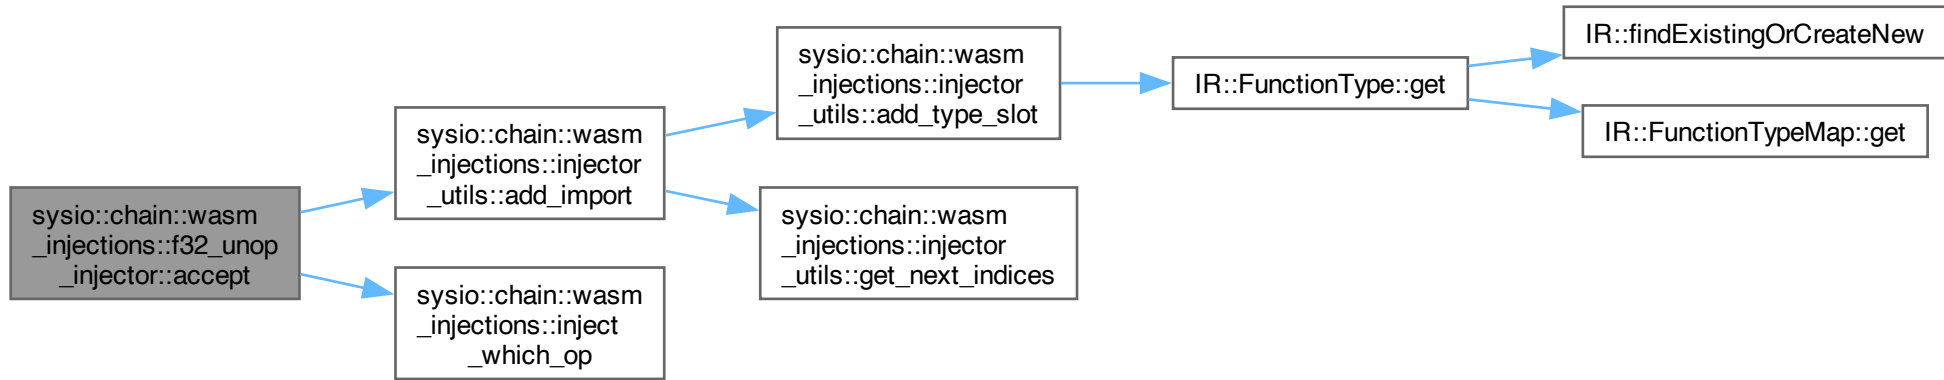 sysio::chain::wasm
_injections::f32_unop
_injector::accept
sysio::chain::wasm
_injections::injector
_utils::add_import
sysio::chain::wasm
_injections::inject
_which_op
sysio::chain::wasm
_injections::injector
_utils::add_type_slot
sysio::chain::wasm
_injections::injector
_utils::get_next_indices
IR::FunctionType::get
IR::findExistingOrCreateNew
IR::FunctionTypeMap::get